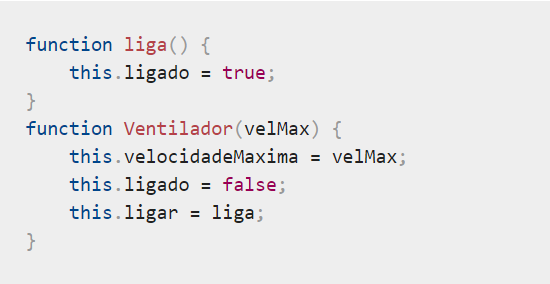 function liga() {
    this.ligado = true;
}
function Ventilador(velMax) {
    this.velocidadeMaxima = velMax;
    this.ligado = false;
    this.ligar = liga;
}